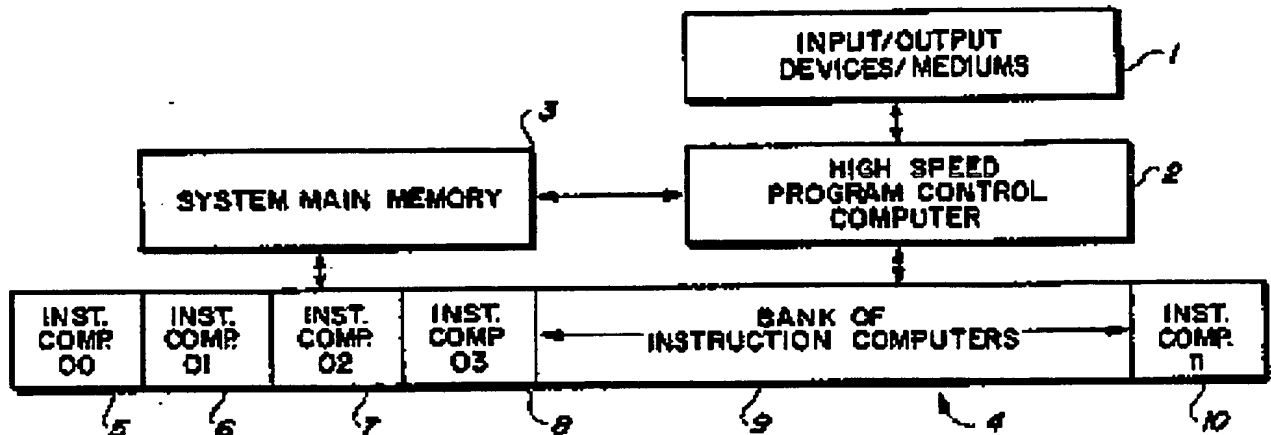 INPUT/OUTPUT
DEVICES/MEDIUMS
1
3
SYSTEM MAIN MEMORY
HIGH SPEED
PROGRAM CONTROL
COMPUTER
2
INST.
COMP.
00
INST.
COMP.
01
INST.
COMP.
02
INST.
COMP
03
BANK OF
INSTRUCTION COMPUTERS
INST.
COMP.
n
5
6
7
8
9
4
10